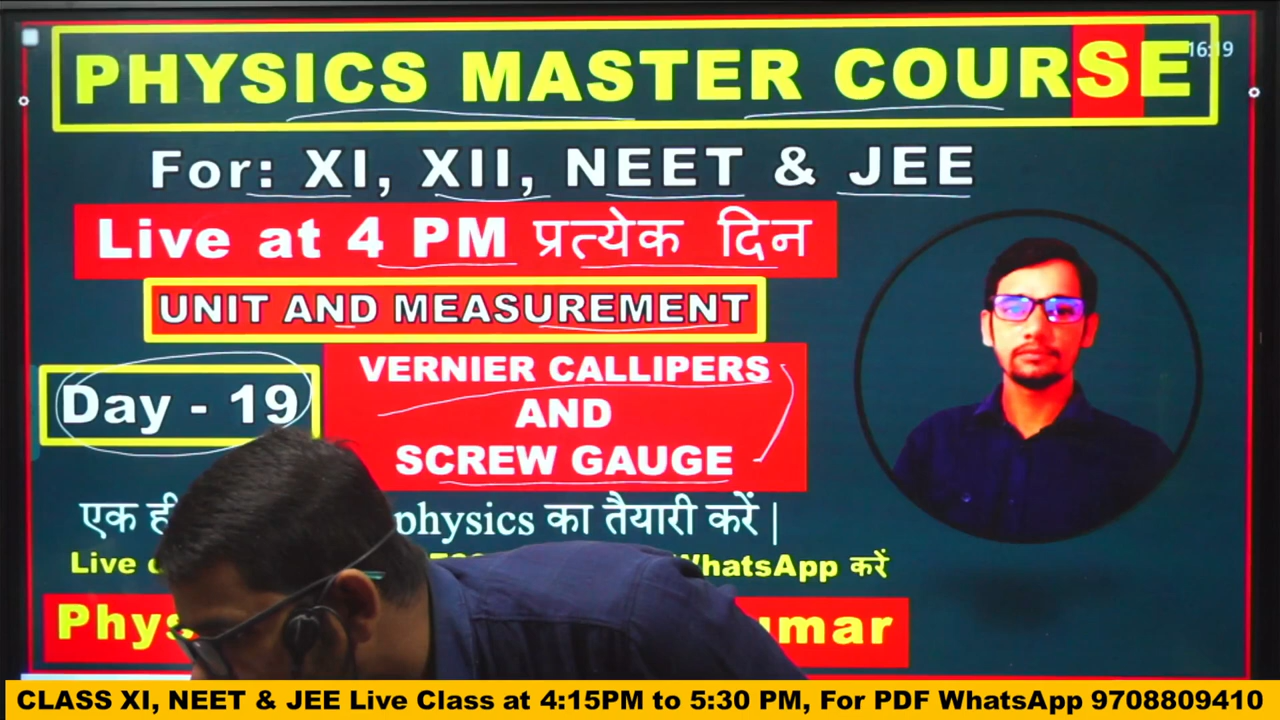 PHYSICS MASTER COURSE
16:19
For: XI, XII, NEET & JEE
Live at 4 PM प्रत्येक दिन
UNIT AND MEASUREMENT
Day - 19
VERNIER CALLIPERS
AND
SCREW GAUGE
एक ही physics का तैयारी करें |
Live WhatsApp करें
CLASS XI, NEET & JEE Live Class at 4:15PM to 5:30 PM, For PDF WhatsApp 9708809410